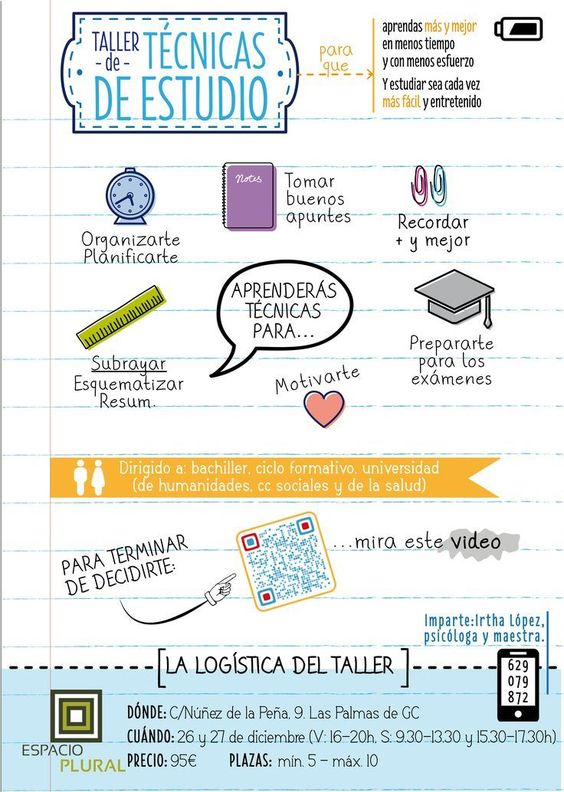 TALLER
- de -
TÉCNICAS
DE ESTUDIO
para
que
aprendas más y mejor
en menos tiempo
y con menos esfuerzo
Y estudiar sea cada vez
más fácil y entretenido
Organizarte
Planificarte
Notes
Tomar
buenos
apuntes
Recordar
+ y mejor
Subrayar
Esquematizar
Resum.
APRENDERÁS
TÉCNICAS
PARA...
Motivarte
Prepararte
para los
exámenes
Dirigido a: bachiller, ciclo formativo, universidad
(de humanidades, cc sociales y de la salud)
PARA TERMINAR
DE DECIDIRTE:
...mira este video
Imparte:Irtha López,
psicóloga y maestra.
629
079
872
[LA LOGÍSTICA DEL TALLER]
ESPACIO
PLURAL
DÓNDE: C/Núñez de la Peña, 9. Las Palmas de GC
CUÁNDO: 26 y 27 de diciembre (V: 16-20h, S: 9.30-13.30 y 15.30-17.30h)
PRECIO: 95€ PLAZAS: mín. 5 - máx. 10